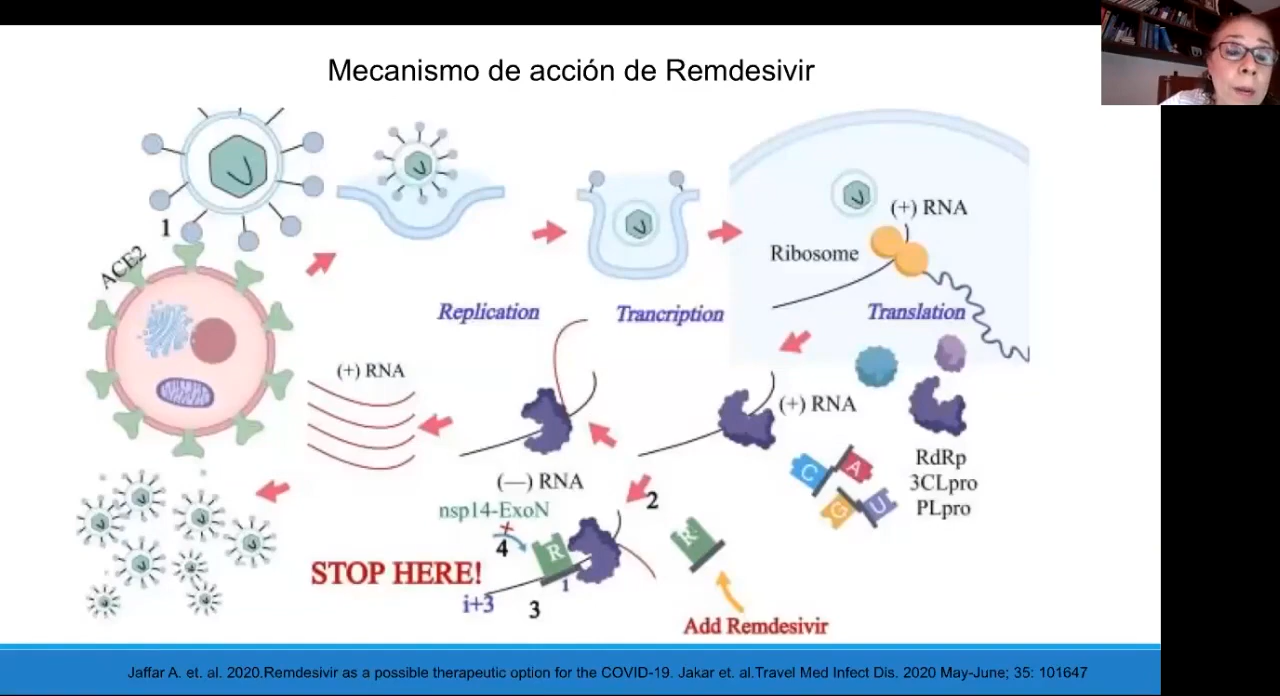 Mecanismo de acción de Remdesivir
1
ACE2
(+) RNA
Ribosome
Replication
Trancription
Translation
(+) RNA
(+) RNA
C
A
G
U
RdRp
3CLpro
PLpro
(—) RNA
2
nsp14-ExoN
4
R
R
STOP HERE!
1
i+3
3
Add Remdesivir
Jaffar A. et. al. 2020.Remdesivir as a possible therapeutic option for the COVID-19. Jakar et. al.Travel Med Infect Dis. 2020 May-June; 35: 101647